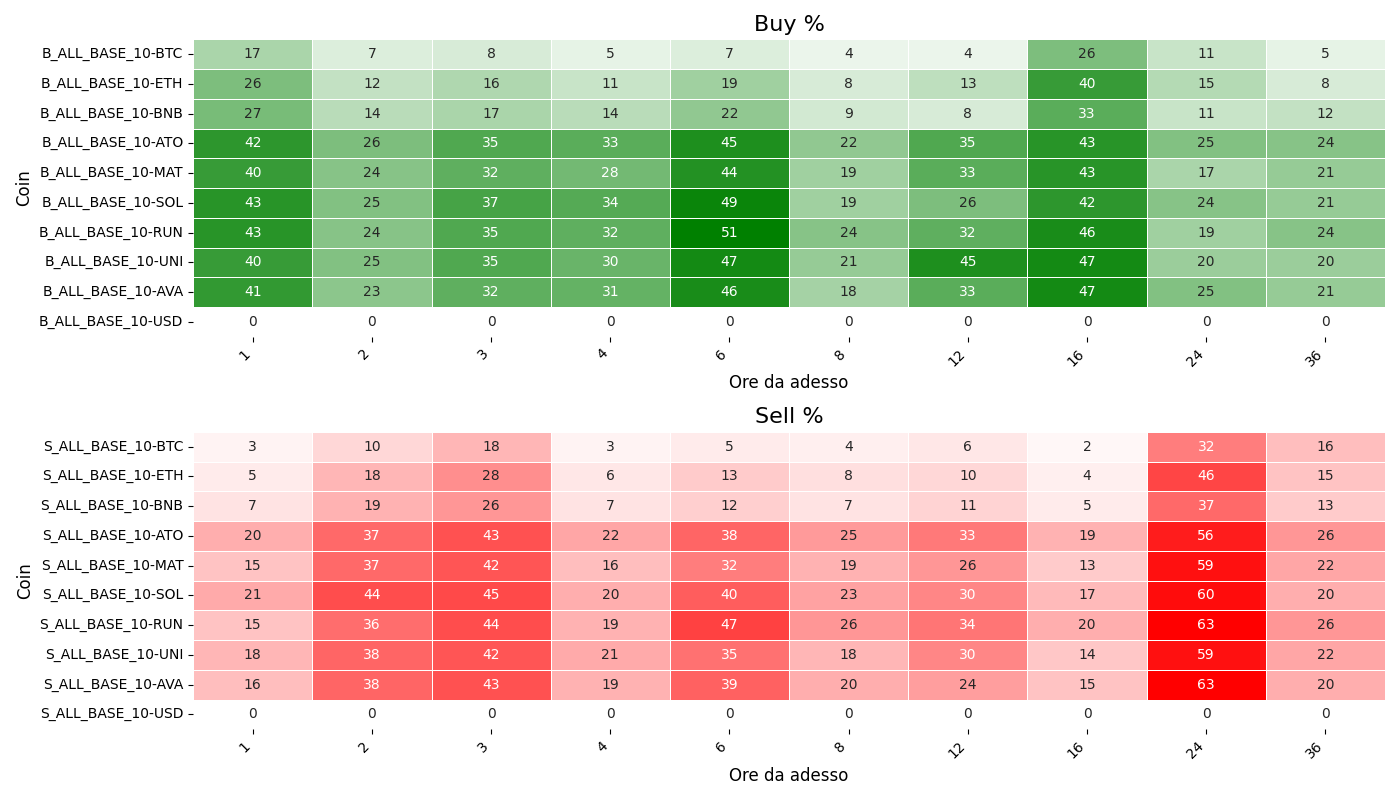 Buy %
Coin
B_ALL_BASE_10-BTC 17 7 8 5 7 4 4 26 11 5
B_ALL_BASE_10-ETH 26 12 16 11 19 8 13 40 15 8
B_ALL_BASE_10-BNB 27 14 17 14 22 9 8 33 11 12
B_ALL_BASE_10-ATO 42 26 35 33 45 22 35 43 25 24
B_ALL_BASE_10-MAT 40 24 32 28 44 19 33 43 17 21
B_ALL_BASE_10-SOL 43 25 37 34 49 19 26 42 24 21
B_ALL_BASE_10-RUN 43 24 35 32 51 24 32 46 19 24
B_ALL_BASE_10-UNI 40 25 35 30 47 21 45 47 20 20
B_ALL_BASE_10-AVA 41 23 32 31 46 18 33 47 25 21
B_ALL_BASE_10-USD 0 0 0 0 0 0 0 0 0 0
1 2 3 4 6 8 12 16 24 36
Ore da adesso
Sell %
Coin
S_ALL_BASE_10-BTC 3 10 18 3 5 4 6 2 32 16
S_ALL_BASE_10-ETH 5 18 28 6 13 8 10 4 46 15
S_ALL_BASE_10-BNB 7 19 26 7 12 7 11 5 37 13
S_ALL_BASE_10-ATO 20 37 43 22 38 25 33 19 56 26
S_ALL_BASE_10-MAT 15 37 42 16 32 19 26 13 59 22
S_ALL_BASE_10-SOL 21 44 45 20 40 23 30 17 60 20
S_ALL_BASE_10-RUN 15 36 44 19 47 26 34 20 63 26
S_ALL_BASE_10-UNI 18 38 42 21 35 18 30 14 59 22
S_ALL_BASE_10-AVA 16 38 43 19 39 20 24 15 63 20
S_ALL_BASE_10-USD 0 0 0 0 0 0 0 0 0 0
1 2 3 4 6 8 12 16 24 36
Ore da adesso